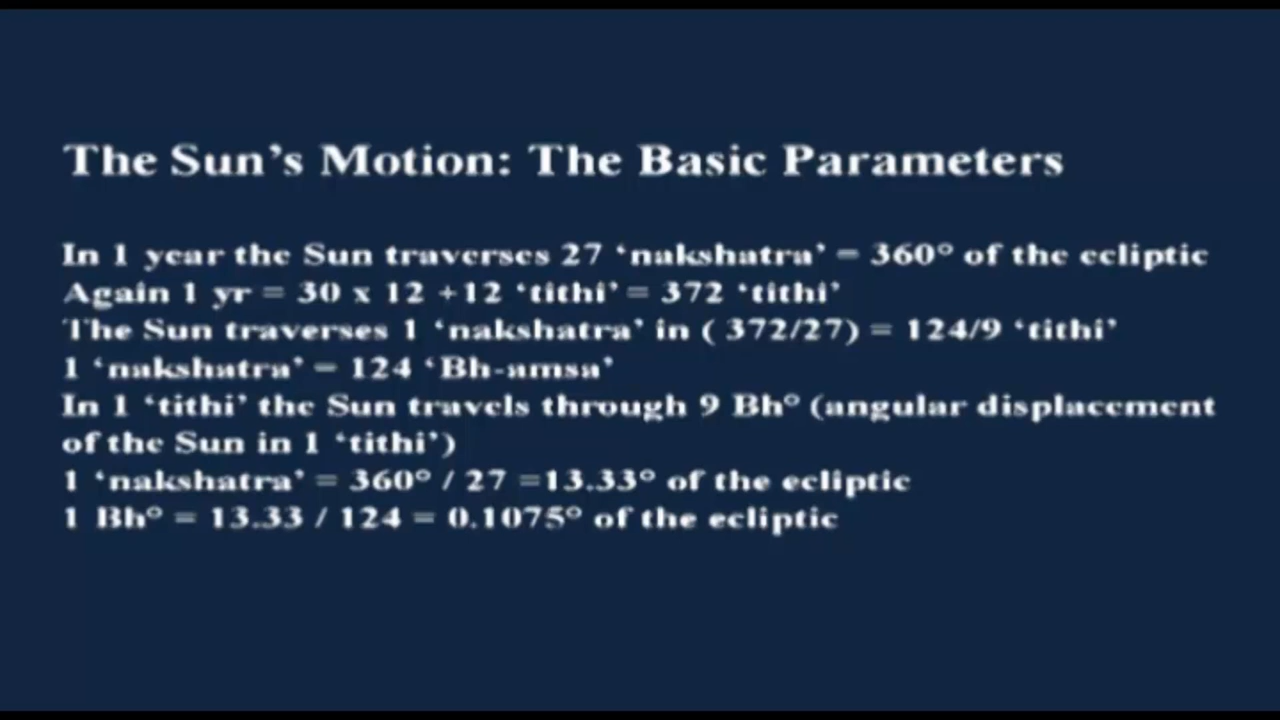 The Sun's Motion: The Basic Parameters
In 1 year the Sun traverses 27 ‘nakshatra’ = 360° of the ecliptic
Again 1 yr = 30 x 12 +12 ‘tithi’ = 372 ‘tithi’
The Sun traverses 1 ‘nakshatra’ in ( 372/27) = 124/9 ‘tithi’
1 ‘nakshatra’ = 124 ‘Bh-amsa’
In 1 ‘tithi’ the Sun travels through 9 Bh° (angular displacement
of the Sun in 1 ‘tithi’)
1 ‘nakshatra’ = 360° / 27 =13.33° of the ecliptic
1 Bh° = 13.33 / 124 = 0.1075° of the ecliptic